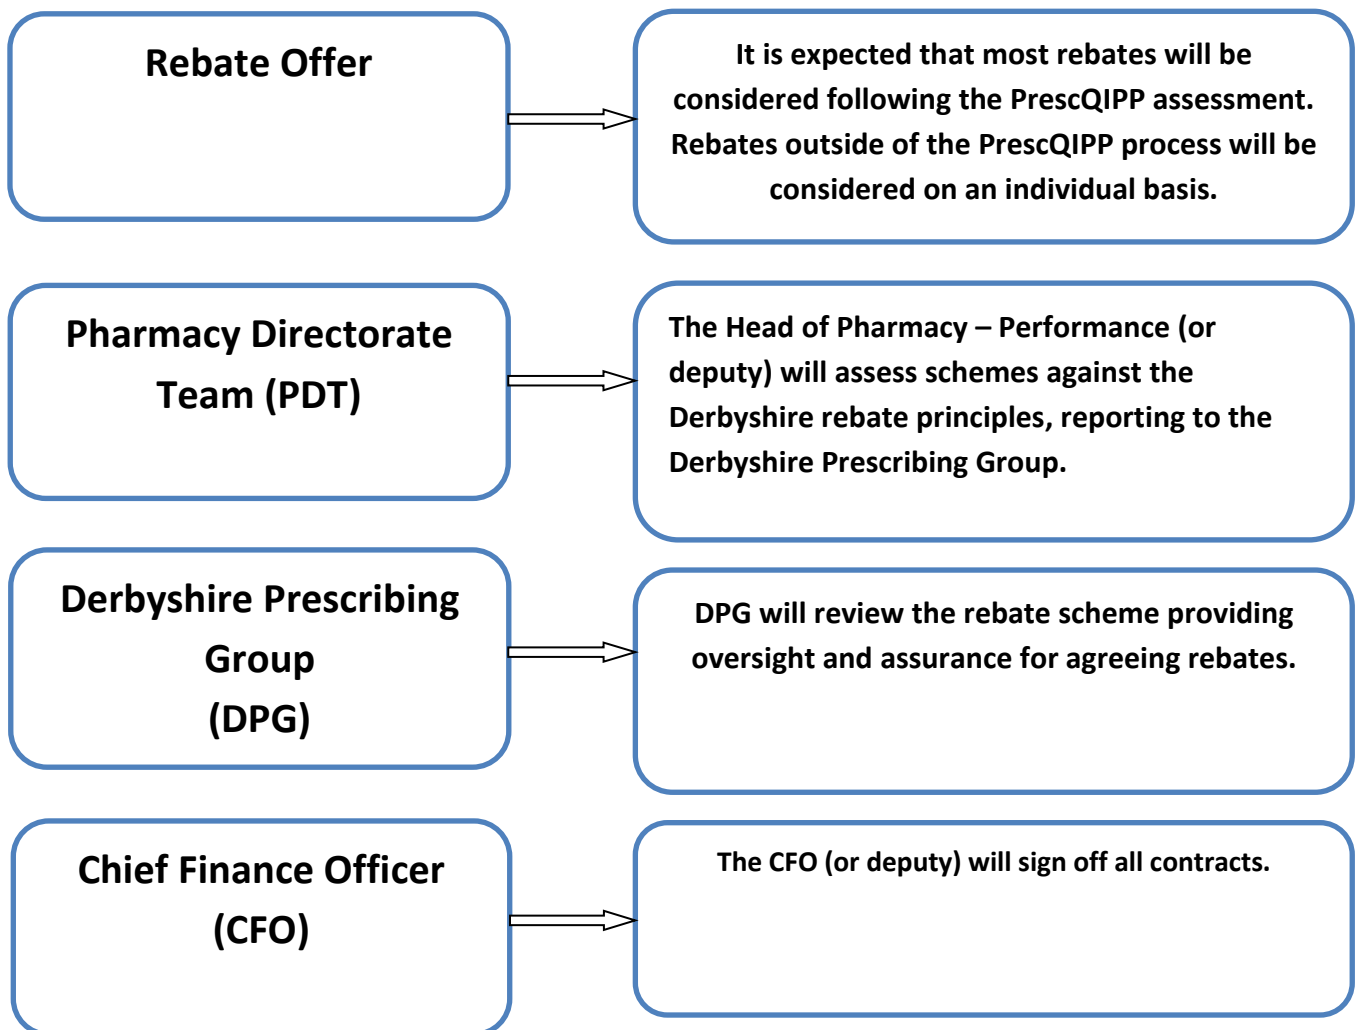 Rebate Offer
It is expected that most rebates will be
considered following the PrescQIPP assessment.
Rebates outside of the PrescQIPP process will be
considered on an individual basis.
Pharmacy Directorate
Team (PDT)
The Head of Pharmacy – Performance (or
deputy) will assess schemes against the
Derbyshire rebate principles, reporting to the
Derbyshire Prescribing Group.
Derbyshire Prescribing
Group
(DPG)
DPG will review the rebate scheme providing
oversight and assurance for agreeing rebates.
Chief Finance Officer
(CFO)
The CFO (or deputy) will sign off all contracts.